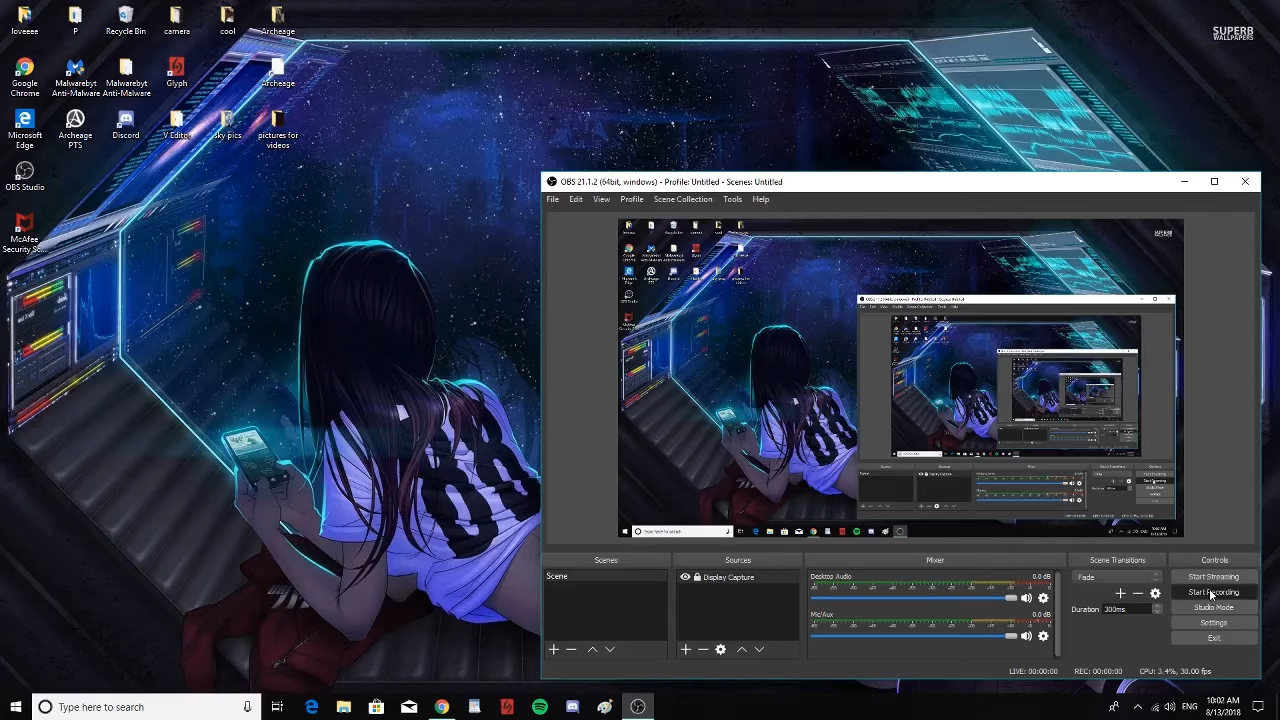 loveee
P
Recycle Bin
camera
cool
Archeage
SUPERB
WALLPAPERS
Google
Chrome
Malwarebyt
Anti-Malware
Malwarebyt
Anti-Malware
Glyph
Archeage
Microsoft
Edge
Archeage
PTS
Discord
V Editor
sky pics
pictures for
videos
OBS Studio
McAfee
Security Sc...
OBS 21.1.2 (64bit, windows) - Profile: Untitled - Scenes: Untitled
File Edit View Profile Scene Collection Tools Help
Scenes
Sources
Mixer
Scene Transitions
Controls
Scene
Display Capture
Desktop Audio
0.0 dB
Mic/Aux
0.0 dB
Fade
Duration 300ms
Start Streaming
Start Recording
Studio Mode
Settings
Exit
LIVE: 00:00:00
REC: 00:00:00
CPU: 3.4%, 30.00 fps
Type here to search
ENG
10:02 AM
8/13/2018